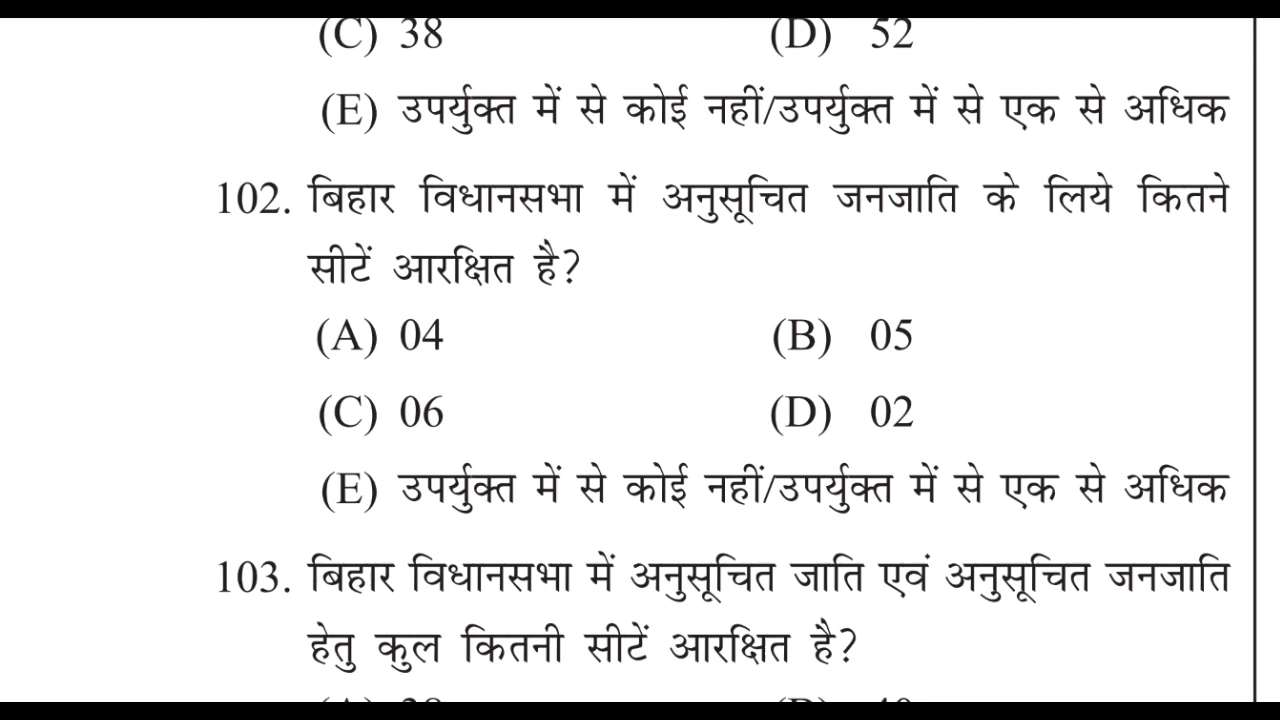 (C) 38 (D) 52
(E) उपर्युक्त में से कोई नहीं/उपर्युक्त में से एक से अधिक
102. बिहार विधानसभा में अनुसूचित जनजाति के लिये कितने
सीटें आरक्षित है?
(A) 04 (B) 05
(C) 06 (D) 02
(E) उपर्युक्त में से कोई नहीं/उपर्युक्त में से एक से अधिक
103. बिहार विधानसभा में अनुसूचित जाति एवं अनुसूचित जनजाति
हेतु कुल कितनी सीटें आरक्षित है?